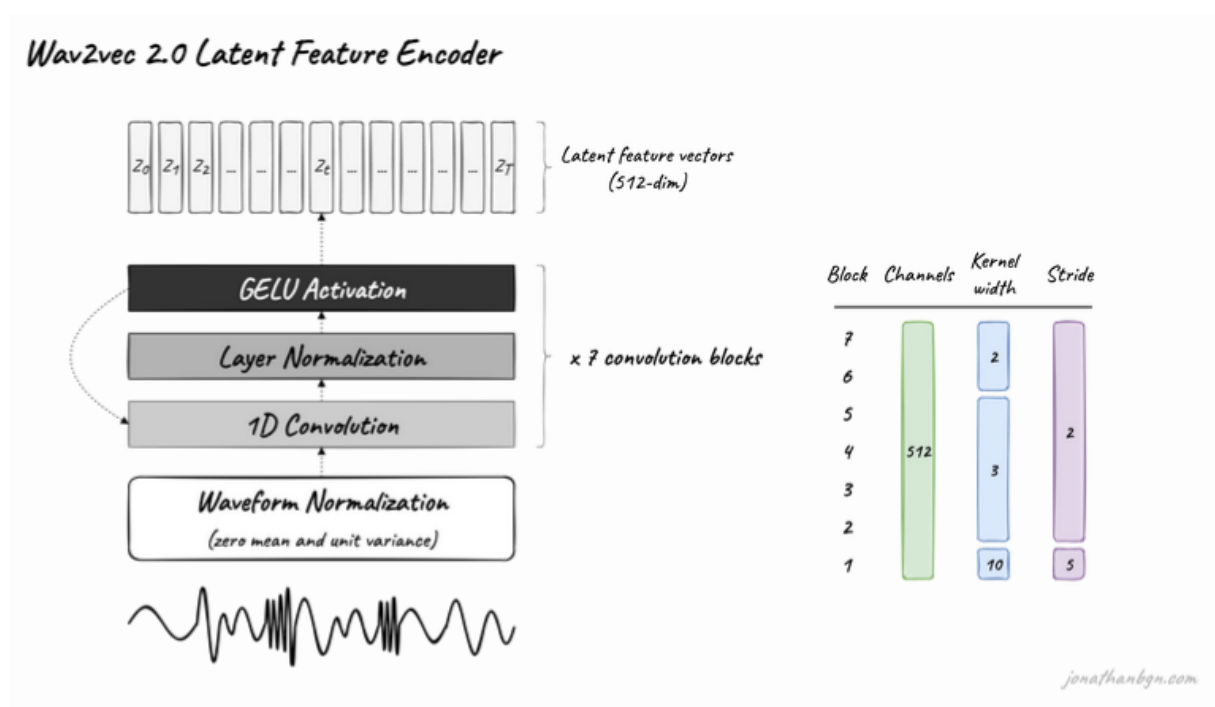 Wav2vec 2.0 Latent Feature Encoder
Z0 Z1 Z2 ... ... ... Zt ... ... ... ... ... ZT
Latent feature vectors
(512-dim)
GELU Activation
Layer Normalization
x 7 convolution blocks
1D Convolution
Waveform Normalization
(zero mean and unit variance)
Block Channels Kernel width Stride
7
6
5
4
3
2
1
512
2
3
10
2
5
jonathanbgn.com